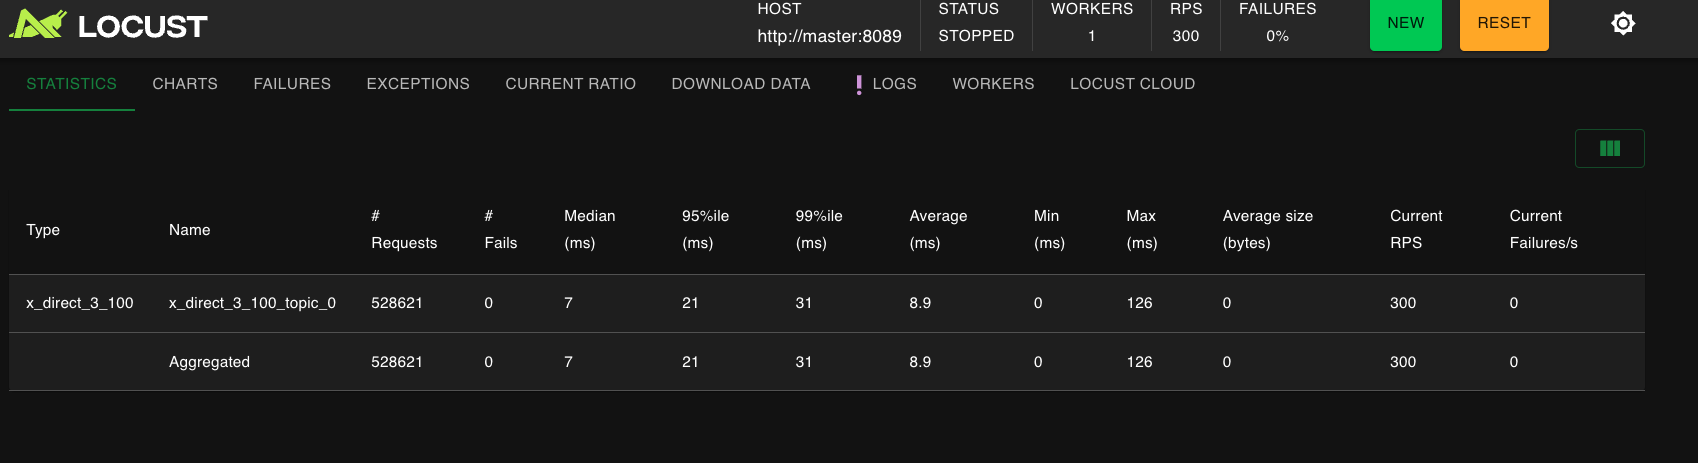 LOCUST
HOST STATUS WORKERS RPS FAILURES
http://master:8089 STOPPED 1 300 0%
NEW RESET
STATISTICS CHARTS FAILURES EXCEPTIONS CURRENT RATIO DOWNLOAD DATA ❗ LOGS WORKERS LOCUST CLOUD
Type Name # Requests # Fails Median (ms) 95%ile (ms) 99%ile (ms) Average (ms) Min (ms) Max (ms) Average size (bytes) Current RPS Current Failures/s
x_direct_3_100 x_direct_3_100_topic_0 528621 0 7 21 31 8.9 0 126 0 300 0
Aggregated 528621 0 7 21 31 8.9 0 126 0 300 0